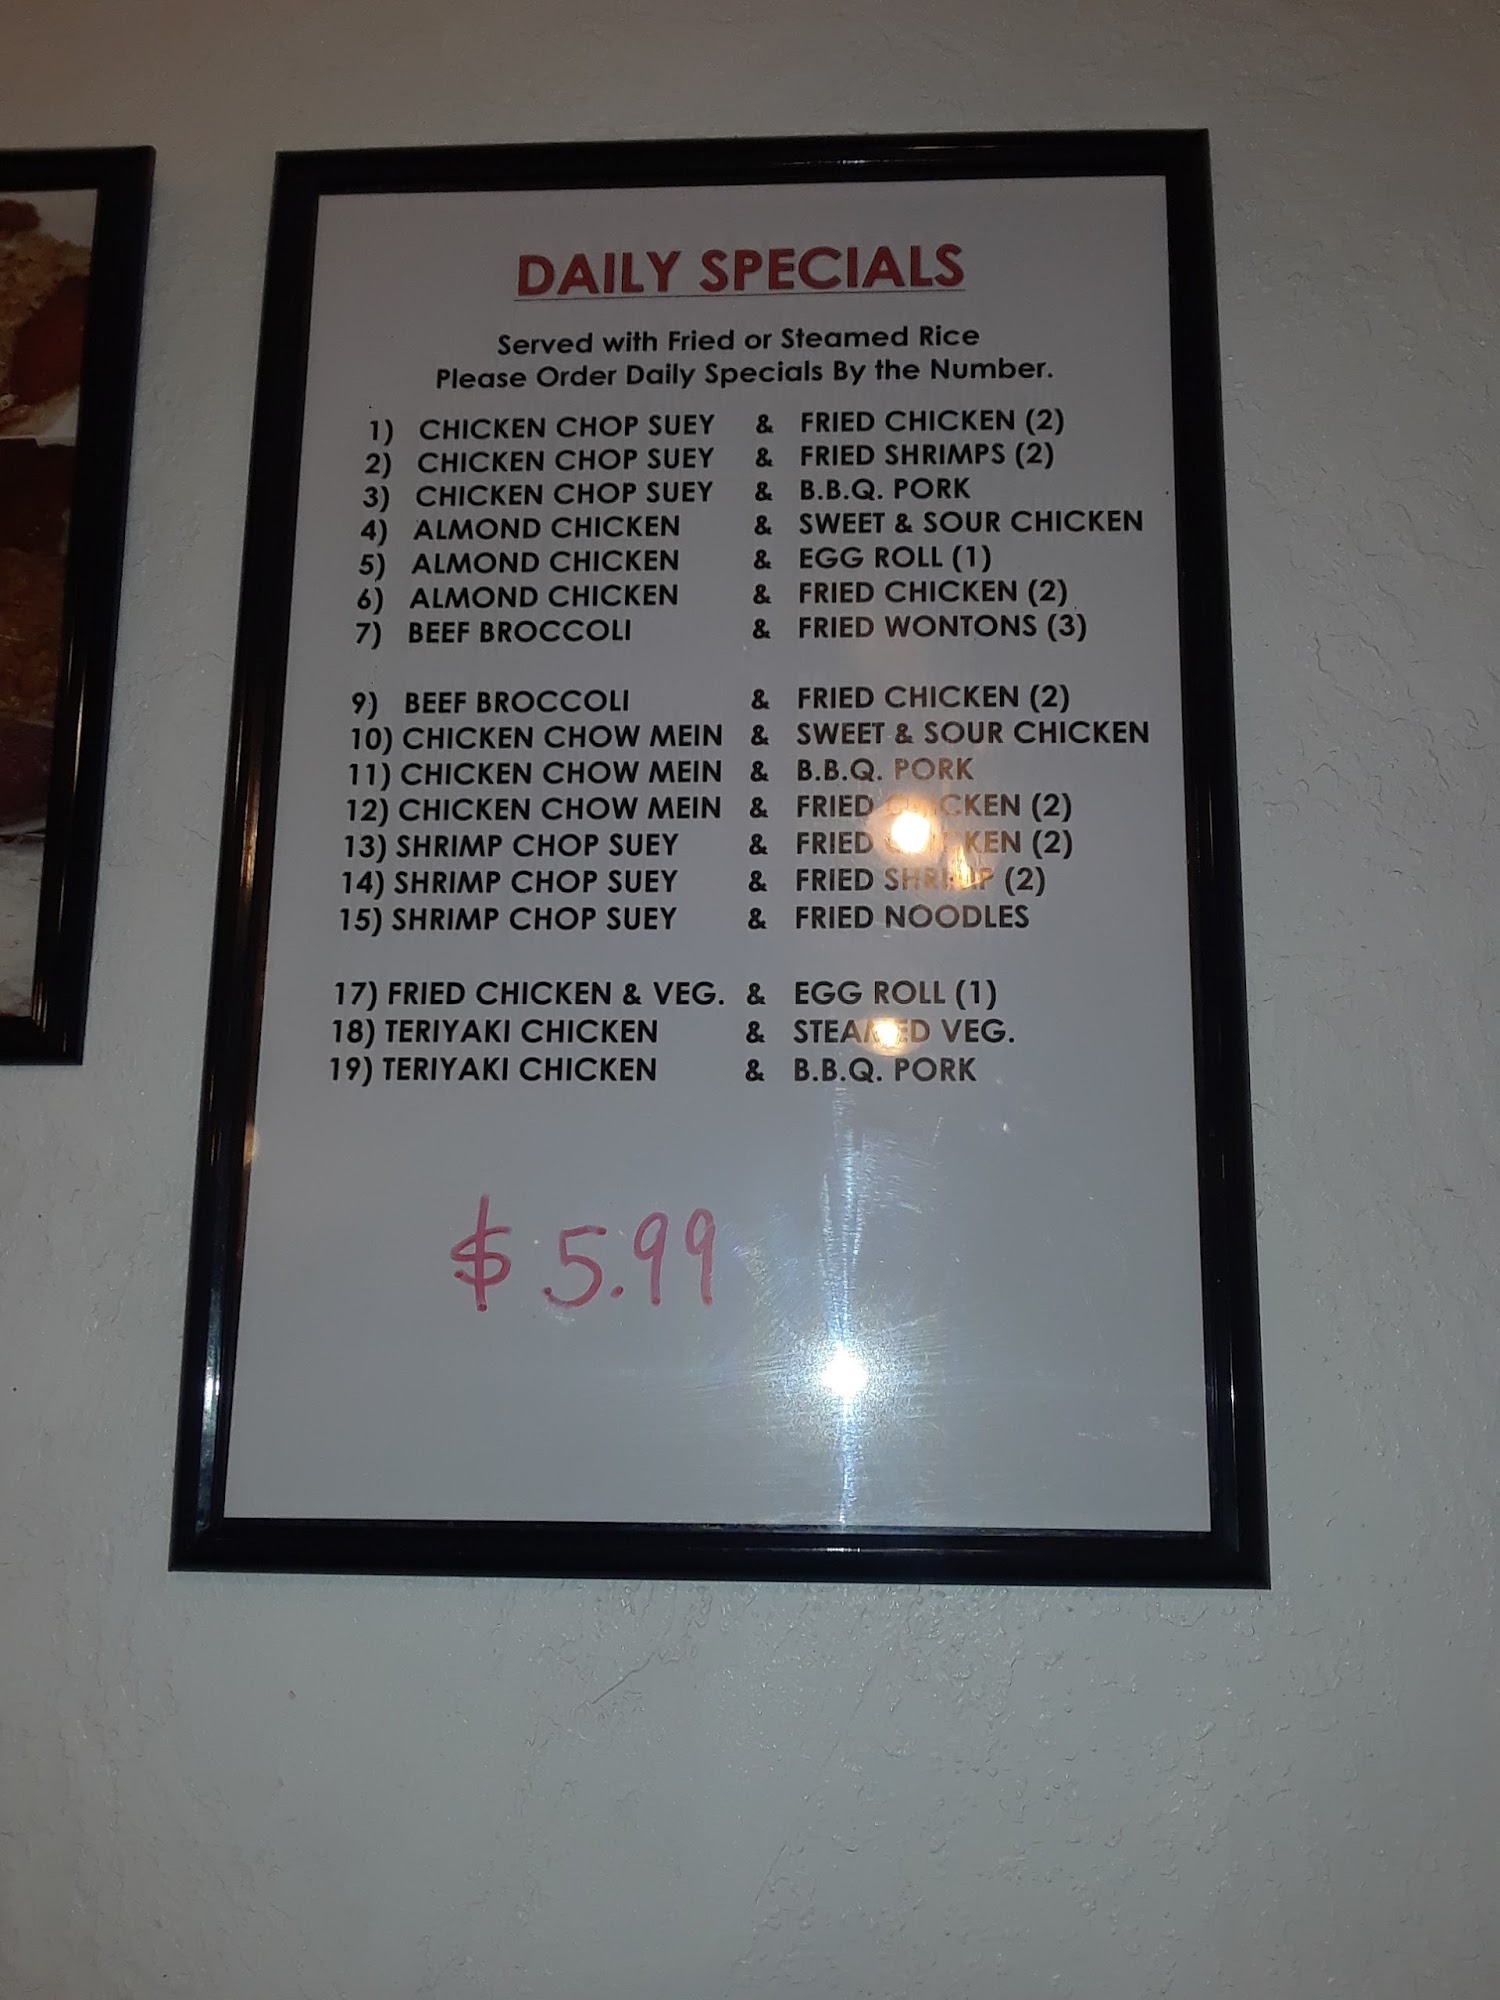 DAILY SPECIALS
Served with Fried or Steamed Rice
Please Order Daily Specials By the Number.
1) CHICKEN CHOP SUEY & FRIED CHICKEN (2)
2) CHICKEN CHOP SUEY & FRIED SHRIMPS (2)
3) CHICKEN CHOP SUEY & B.B.Q. PORK
4) ALMOND CHICKEN & SWEET & SOUR CHICKEN
5) ALMOND CHICKEN & EGG ROLL (1)
6) ALMOND CHICKEN & FRIED CHICKEN (2)
7) BEEF BROCCOLI & FRIED WONTONS (3)
9) BEEF BROCCOLI & FRIED CHICKEN (2)
10) CHICKEN CHOW MEIN & SWEET & SOUR CHICKEN
11) CHICKEN CHOW MEIN & B.B.Q. PORK
12) CHICKEN CHOW MEIN & FRIED CHICKEN (2)
13) SHRIMP CHOP SUEY & FRIED CHICKEN (2)
14) SHRIMP CHOP SUEY & FRIED SHRIMP (2)
15) SHRIMP CHOP SUEY & FRIED NOODLES
17) FRIED CHICKEN & VEG. & EGG ROLL (1)
18) TERIYAKI CHICKEN & STEAMED VEG.
19) TERIYAKI CHICKEN & B.B.Q. PORK
$ 5.99